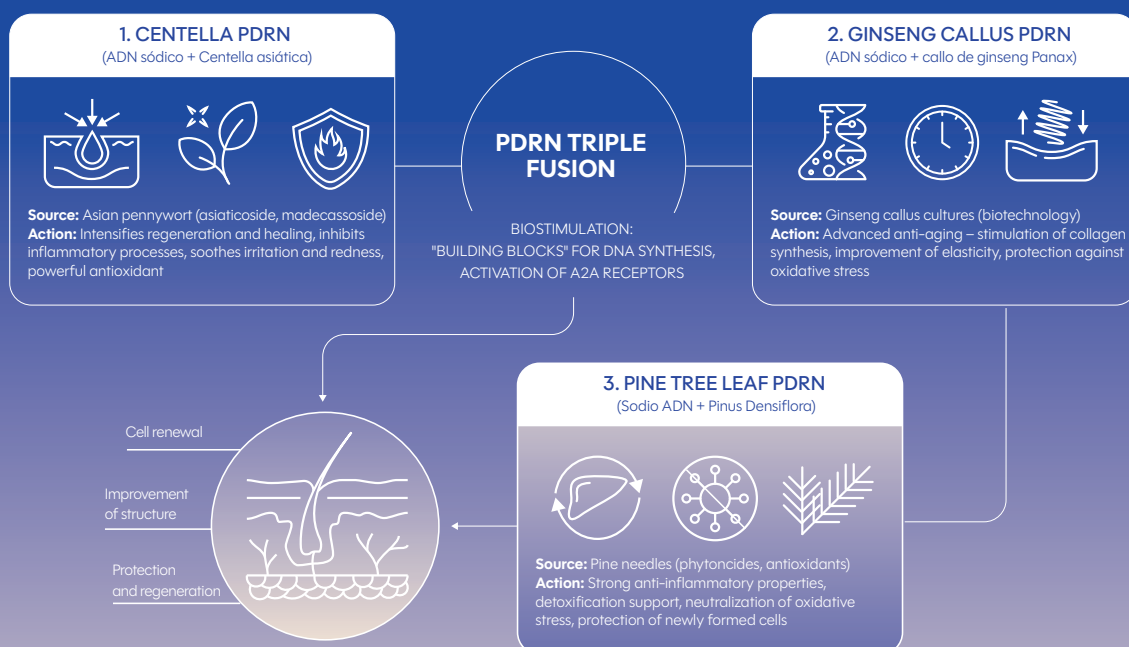 1. CENTELLA PDRN
(ADN sódico + Centella asiática)
Source: Asian pennywort (asiaticoside, madecassoside)
Action: Intensifies regeneration and healing, inhibits
inflammatory processes, soothes irritation and redness,
powerful antioxidant
PDRN TRIPLE
FUSION
BIOSTIMULATION:
"BUILDING BLOCKS" FOR DNA SYNTHESIS,
ACTIVATION OF A2A RECEPTORS
2. GINSENG CALLUS PDRN
(ADN sódico + callo de ginseng Panax)
Source: Ginseng callus cultures (biotechnology)
Action: Advanced anti-aging – stimulation of collagen
synthesis, improvement of elasticity, protection against
oxidative stress
3. PINE TREE LEAF PDRN
(Sodio ADN + Pinus Densiflora)
Source: Pine needles (phytoncides, antioxidants)
Action: Strong anti-inflammatory properties,
detoxification support, neutralization of oxidative
stress, protection of newly formed cells
Cell renewal
Improvement
of structure
Protection
and regeneration